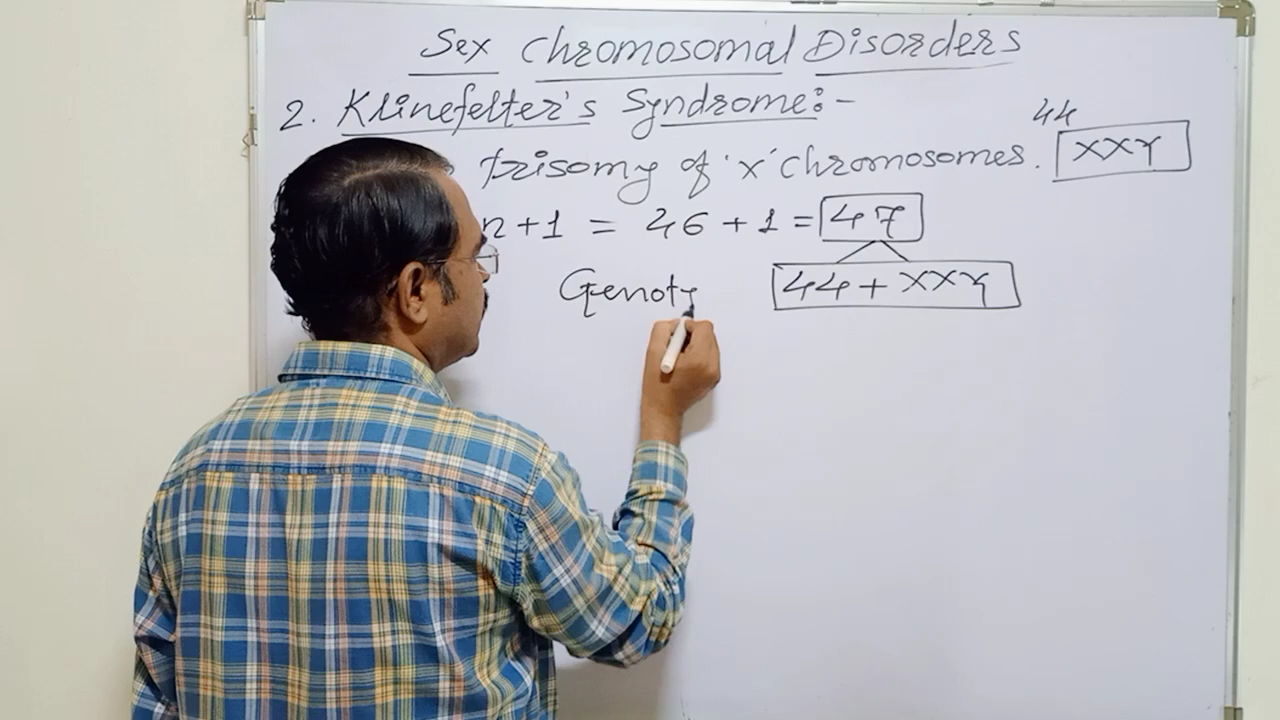 Sex Chromosomal Disorders
2. Klinefelter's Syndrome:-
44
trisomy of 'x' chromosomes. XXY
n+1 = 46+1 = 47
Genoty 44+XXY